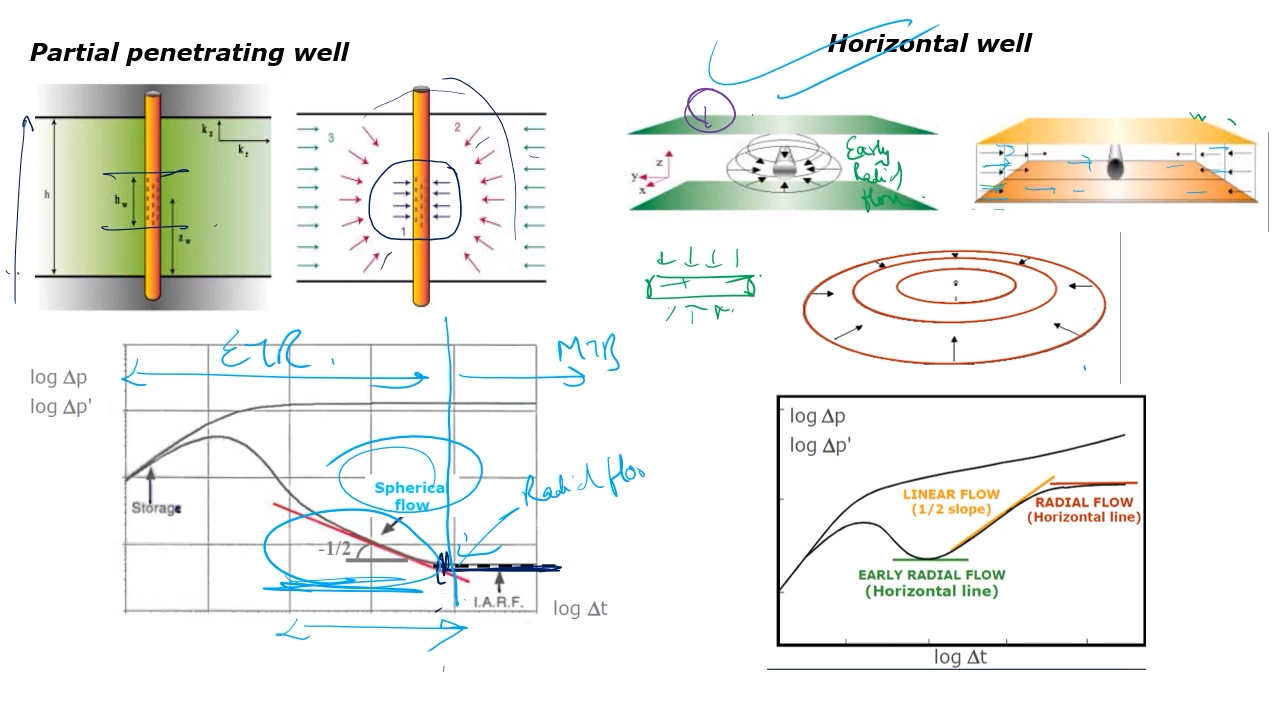 Partial penetrating well
Horizontal well
h
h_w
z_w
k_z
k_r
3
2
1
z
y
x
Early
Radial
flow
log Δp
log Δp'
ETR
MTR
Storage
Spherical
flow
Radial flow
-1/2
I.A.R.F.
log Δt
log Δp
log Δp'
LINEAR FLOW
(1/2 slope)
RADIAL FLOW
(Horizontal line)
EARLY RADIAL FLOW
(Horizontal line)
log Δt